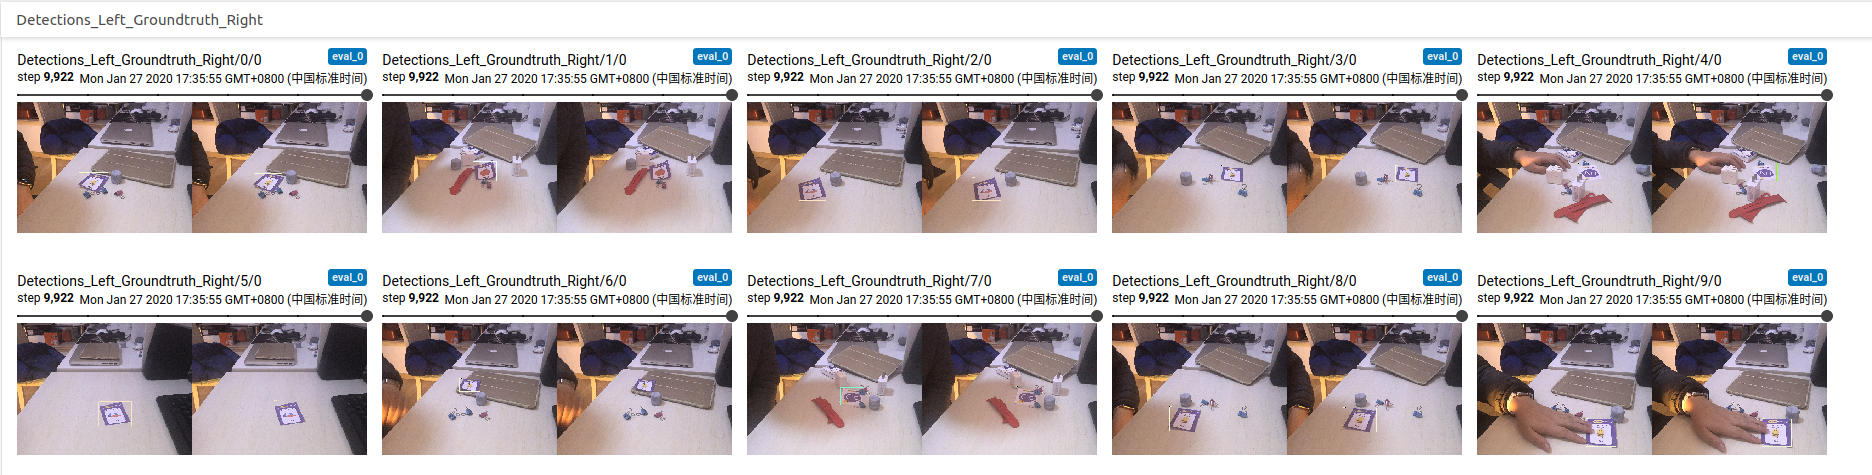 Detections_Left_Groundtruth_Right
Detections_Left_Groundtruth_Right/0/0 eval_0
step 9,922 Mon Jan 27 2020 17:35:55 GMT+0800 (中国标准时间)
Detections_Left_Groundtruth_Right/1/0 eval_0
step 9,922 Mon Jan 27 2020 17:35:55 GMT+0800 (中国标准时间)
Detections_Left_Groundtruth_Right/2/0 eval_0
step 9,922 Mon Jan 27 2020 17:35:55 GMT+0800 (中国标准时间)
Detections_Left_Groundtruth_Right/3/0 eval_0
step 9,922 Mon Jan 27 2020 17:35:55 GMT+0800 (中国标准时间)
Detections_Left_Groundtruth_Right/4/0 eval_0
step 9,922 Mon Jan 27 2020 17:35:55 GMT+0800 (中国标准时间)
Detections_Left_Groundtruth_Right/5/0 eval_0
step 9,922 Mon Jan 27 2020 17:35:55 GMT+0800 (中国标准时间)
Detections_Left_Groundtruth_Right/6/0 eval_0
step 9,922 Mon Jan 27 2020 17:35:55 GMT+0800 (中国标准时间)
Detections_Left_Groundtruth_Right/7/0 eval_0
step 9,922 Mon Jan 27 2020 17:35:55 GMT+0800 (中国标准时间)
Detections_Left_Groundtruth_Right/8/0 eval_0
step 9,922 Mon Jan 27 2020 17:35:55 GMT+0800 (中国标准时间)
Detections_Left_Groundtruth_Right/9/0 eval_0
step 9,922 Mon Jan 27 2020 17:35:55 GMT+0800 (中国标准时间)